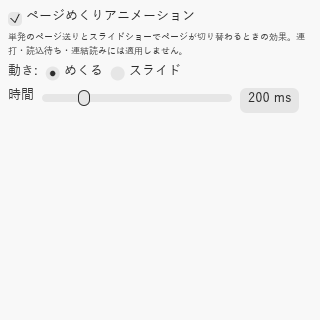 ページめくりアニメーション
単発のページ送りとスライドショーでページが切り替わるときの効果。連
打・読込待ち・連結読みには適用しません。
動き: めくる スライド
時間 200 ms